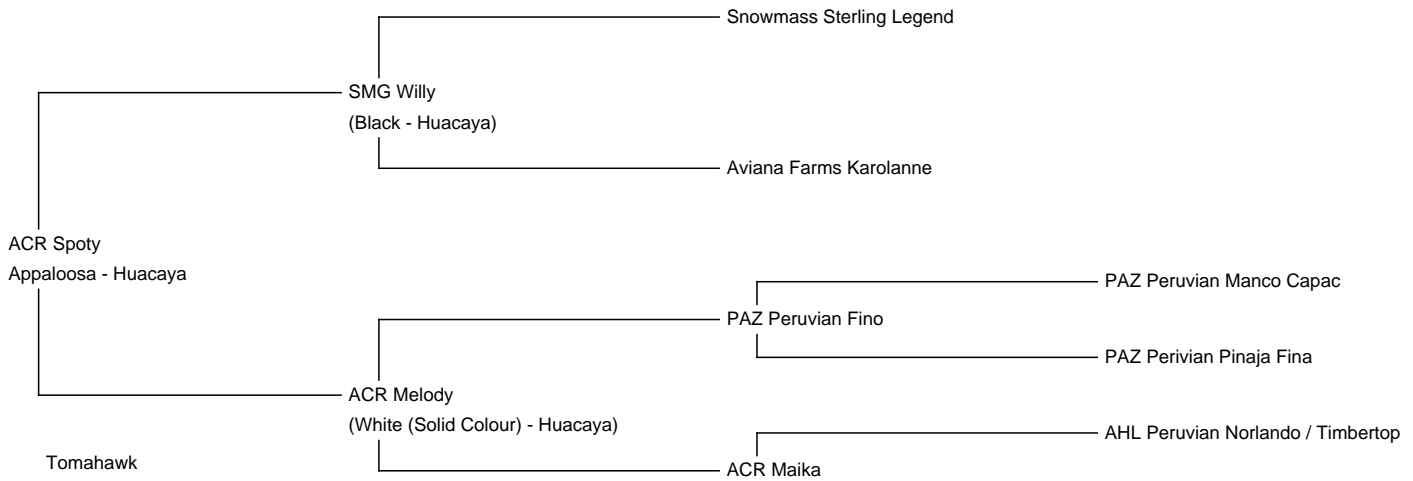 Snowmass Sterling Legend
SMG Willy
(Black - Huacaya)
Aviana Farms Karolanne
ACR Spoty
Appaloosa - Huacaya
PAZ Peruvian Manco Capac
PAZ Peruvian Fino
PAZ Perivian Pinaja Fina
ACR Melody
(White (Solid Colour) - Huacaya)
AHL Peruvian Norlando / Timbertop
Tomahawk
ACR Maika